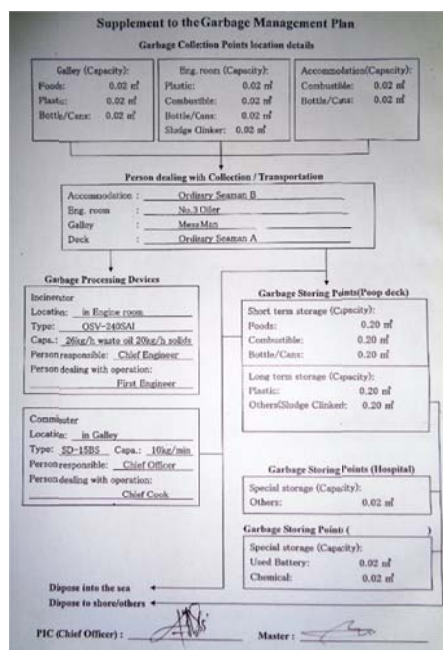 Supplement to the Garbage Management Plan
Garbage Collection Points location details
Galley (Capacity):
Foods: 0.02 ㎥
Plastic: 0.02 ㎥
Bottle/Cans: 0.02 ㎥
Eng. room (Capacity):
Plastic: 0.02 ㎥
Combustible: 0.02 ㎥
Bottle/Cans: 0.02 ㎥
Sludge Clinker: 0.02 ㎥
Accommodation(Capacity):
Combustible: 0.02 ㎥
Bottle/Cans: 0.02 ㎥
Person dealing with Collection / Transportation
Accommodation : Ordinary Seaman B
Eng. room : No.3 Oiler
Galley : Mess Man
Deck : Ordinary Seaman A
Garbage Processing Devices
Incinerator
Location: in Engine room
Type: OSV-240SAI
Capa.: 26kg/h waste oil 20kg/h solids
Person responsible: Chief Engineer
Person dealing with operation:
First Engineer
Comminuter
Location: in Galley
Type: SD-15BS Capa.: 10kg/min
Person responsible: Chief Officer
Person dealing with operation:
Chief Cook
Garbage Storing Points(Poop deck)
Short term storage (Capacity):
Foods: 0.20 ㎥
Combustible: 0.20 ㎥
Bottle/Cans: 0.20 ㎥
Long term storage (Capacity):
Plastic: 0.20 ㎥
Others(Sludge Clinker): 0.20 ㎥
Garbage Storing Points (Hospital)
Special storage (Capacity):
Others: 0.02 ㎥
Garbage Storing Points ( )
Special storage (Capacity):
Used Battery: 0.02 ㎥
Chemical: 0.02 ㎥
Dispose into the sea
Dispose to shore/others
PIC (Chief Officer) :
Master :